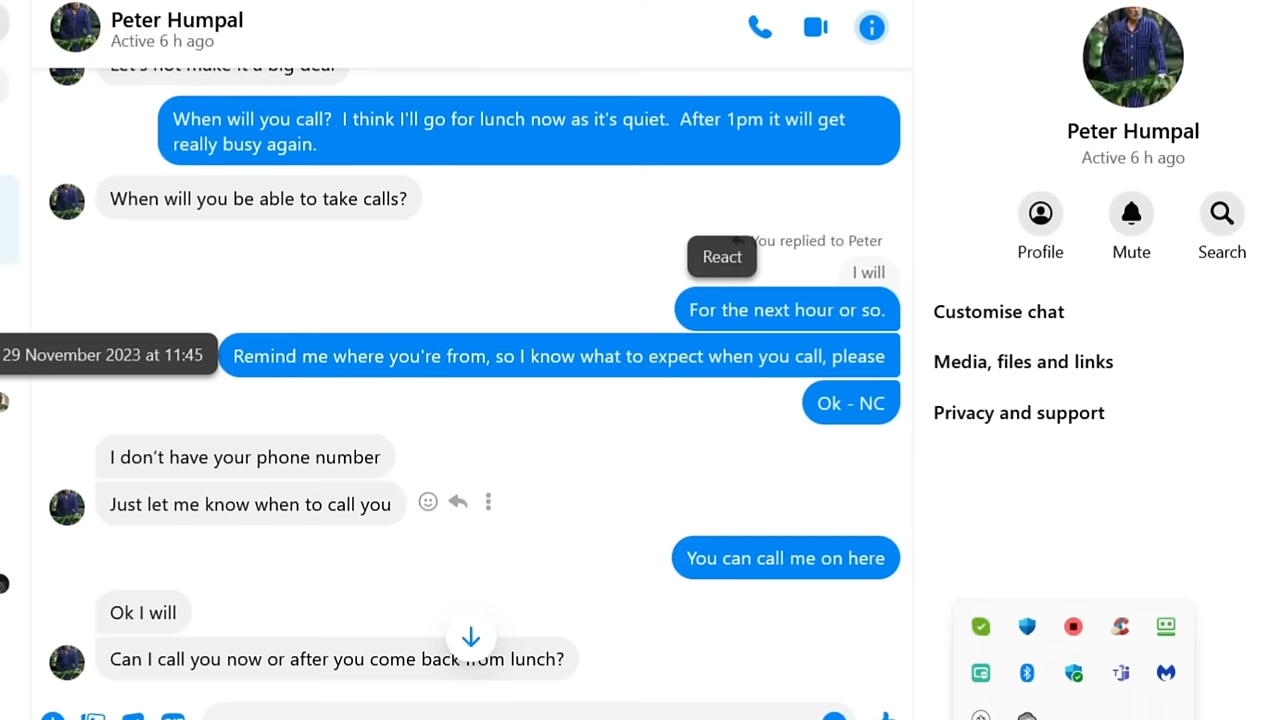 Peter Humpal
Active 6 h ago
Let's not make it a big deal
When will you call?  I think I'll go for lunch now as it's quiet.  After 1pm it will get
really busy again.
When will you be able to take calls?
You replied to Peter
React
I will
For the next hour or so.
29 November 2023 at 11:45
Remind me where you're from, so I know what to expect when you call, please
Ok - NC
I don't have your phone number
Just let me know when to call you
You can call me on here
Ok I will
Can I call you now or after you come back from lunch?
Peter Humpal
Active 6 h ago
Profile
Mute
Search
Customise chat
Media, files and links
Privacy and support